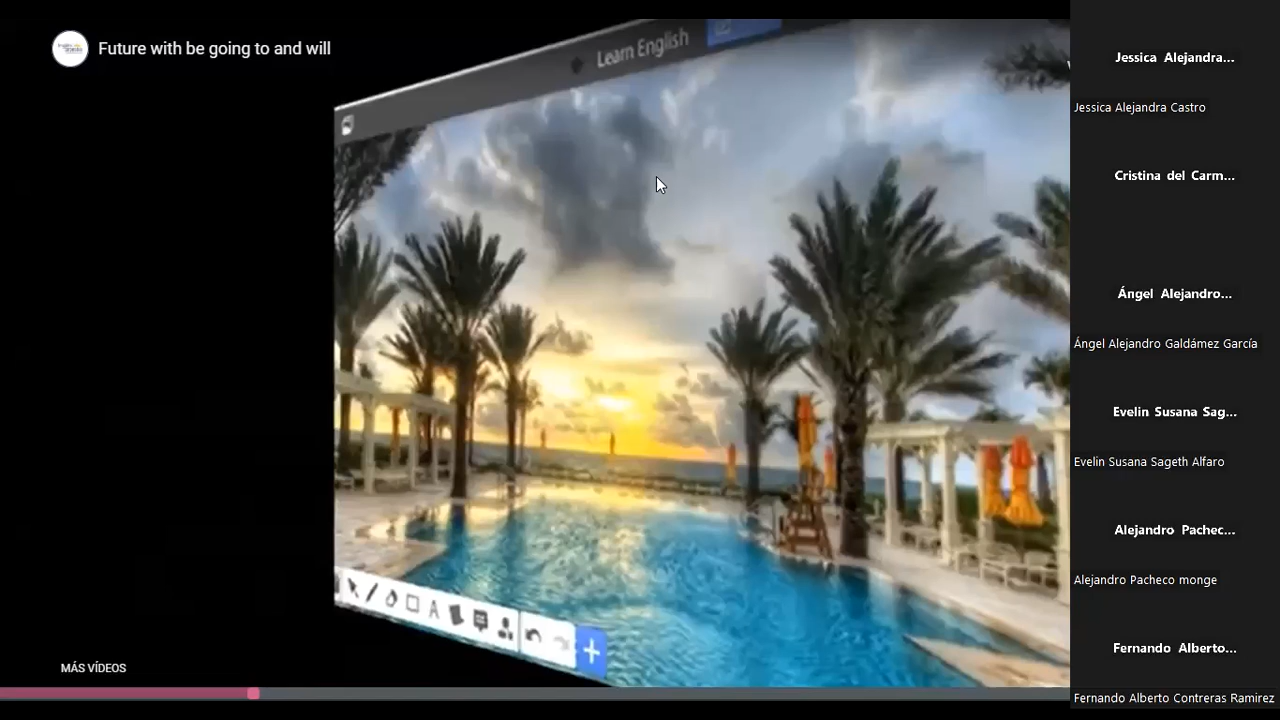 Future with be going to and will
Learn English
MÁS VÍDEOS
Jessica Alejandra...
Jessica Alejandra Castro
Cristina del Carm...
Ángel Alejandro...
Ángel Alejandro Galdámez García
Evelin Susana Sag...
Evelin Susana Sageth Alfaro
Alejandro Pachec...
Alejandro Pacheco monge
Fernando Alberto...
Fernando Alberto Contreras Ramirez